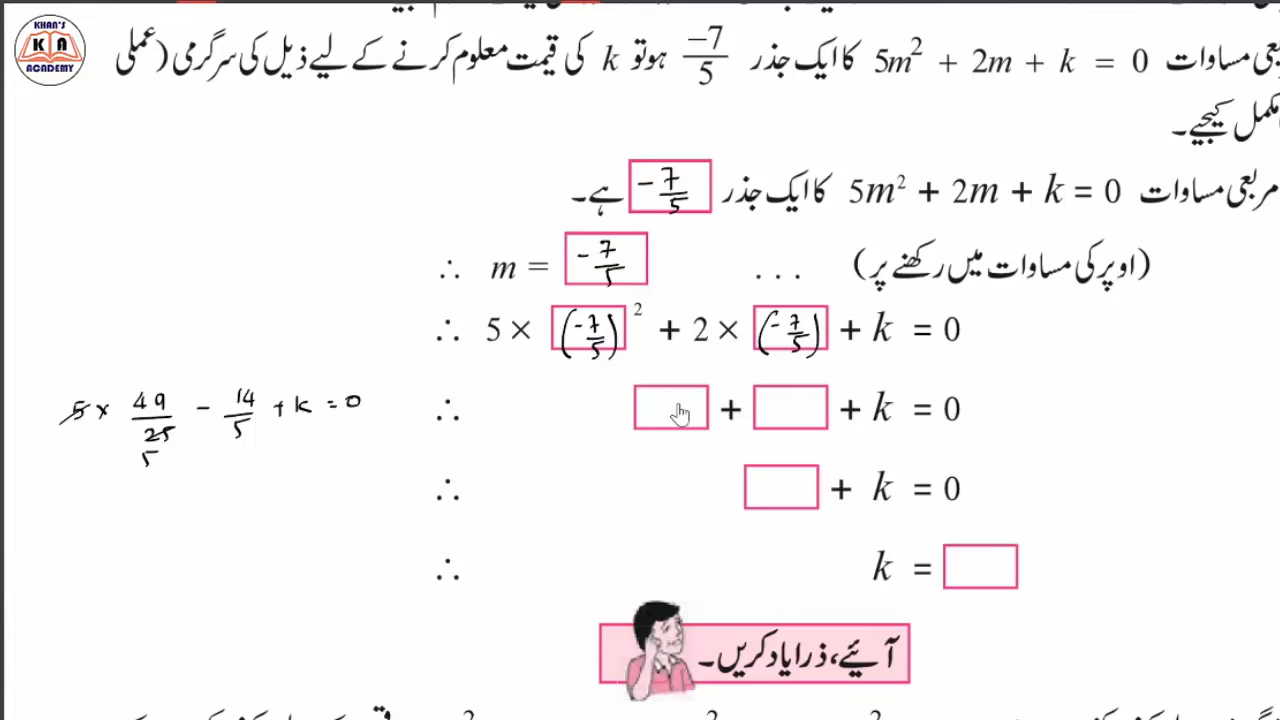 KHAN'S
K A
ACADEMY
مساوات 5m² + 2m + k = 0 کا ایک جذر −7/5 ہو تو k کی قیمت معلوم کرنے کے لیے ذیل کی سرگرمی (عملی
مکمل کیجیے۔
مربعی مساوات 5m² + 2m + k = 0 کا ایک جذر −7/5 ہے۔
∴ m = −7/5 . . . (اوپر کی مساوات میں رکھنے پر)
∴ 5 × (−7/5)² + 2 × (−7/5) + k = 0
5 × 49/25 5 − 14/5 + k = 0
∴ + + k = 0
∴ + k = 0
∴ k =
آئیے، ذرا یاد کریں۔